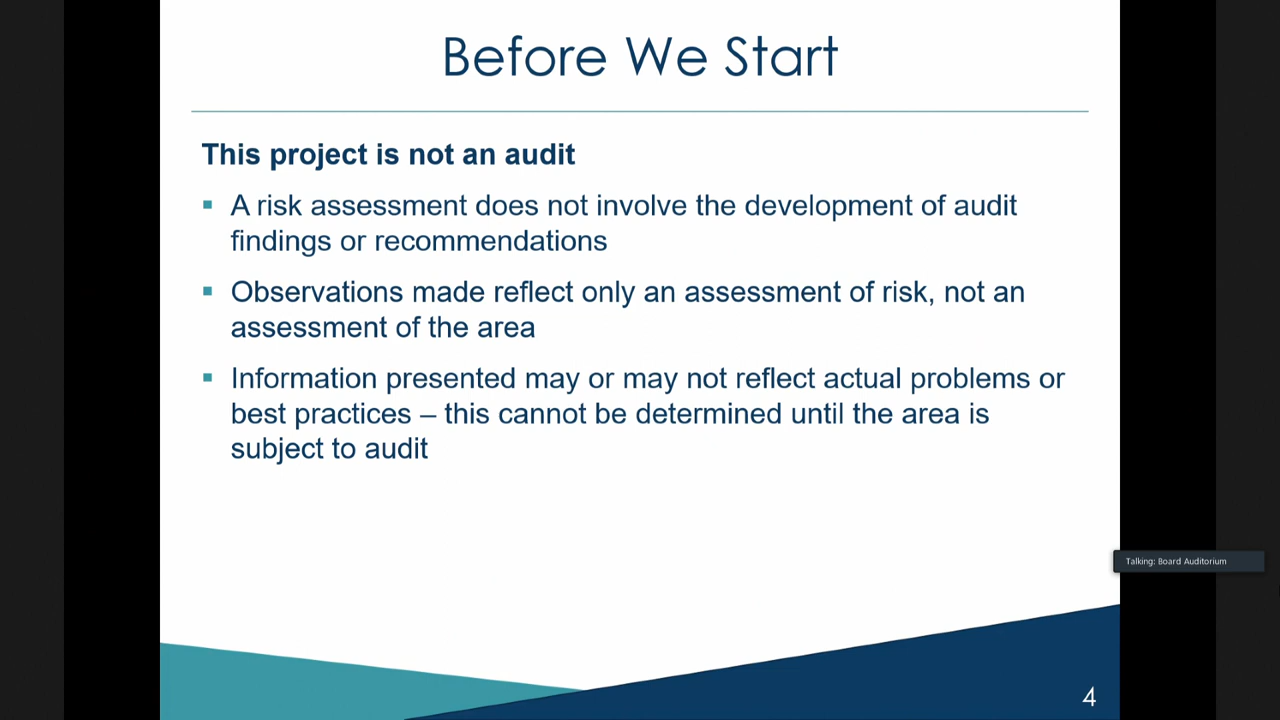 Before We Start
This project is not an audit
▪ A risk assessment does not involve the development of audit
findings or recommendations
▪ Observations made reflect only an assessment of risk, not an
assessment of the area
▪ Information presented may or may not reflect actual problems or
best practices – this cannot be determined until the area is
subject to audit
Talking: Board Auditorium
4